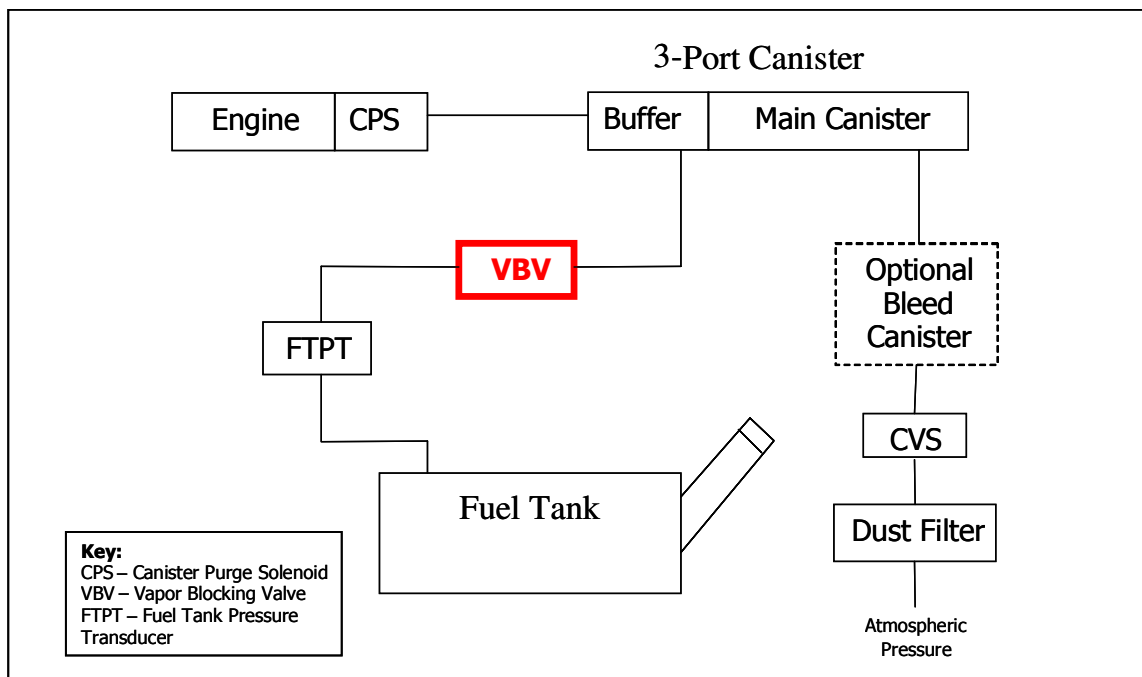 3-Port Canister
Engine
CPS
Buffer
Main Canister
VBV
Optional
Bleed
Canister
FTPT
CVS
Fuel Tank
Dust Filter
Key:
CPS – Canister Purge Solenoid
VBV – Vapor Blocking Valve
FTPT – Fuel Tank Pressure
Transducer
Atmospheric
Pressure